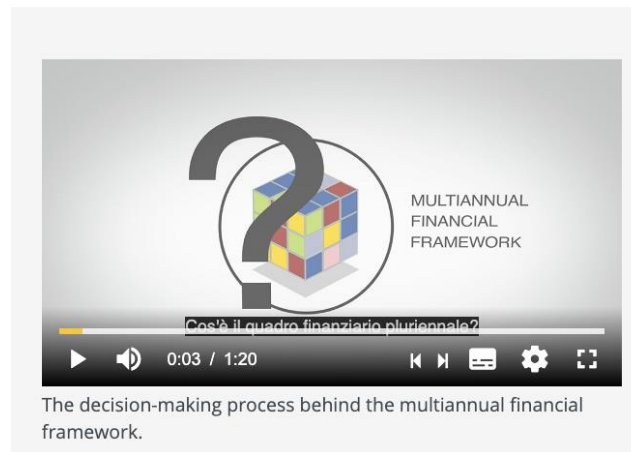 ?
MULTIANNUAL
FINANCIAL
FRAMEWORK
Cos'è il quadro finanziario pluriennale?
0:03 / 1:20
The decision-making process behind the multiannual financial
framework.